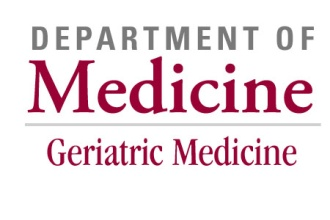 DEPARTMENT OF
Medicine
Geriatric Medicine